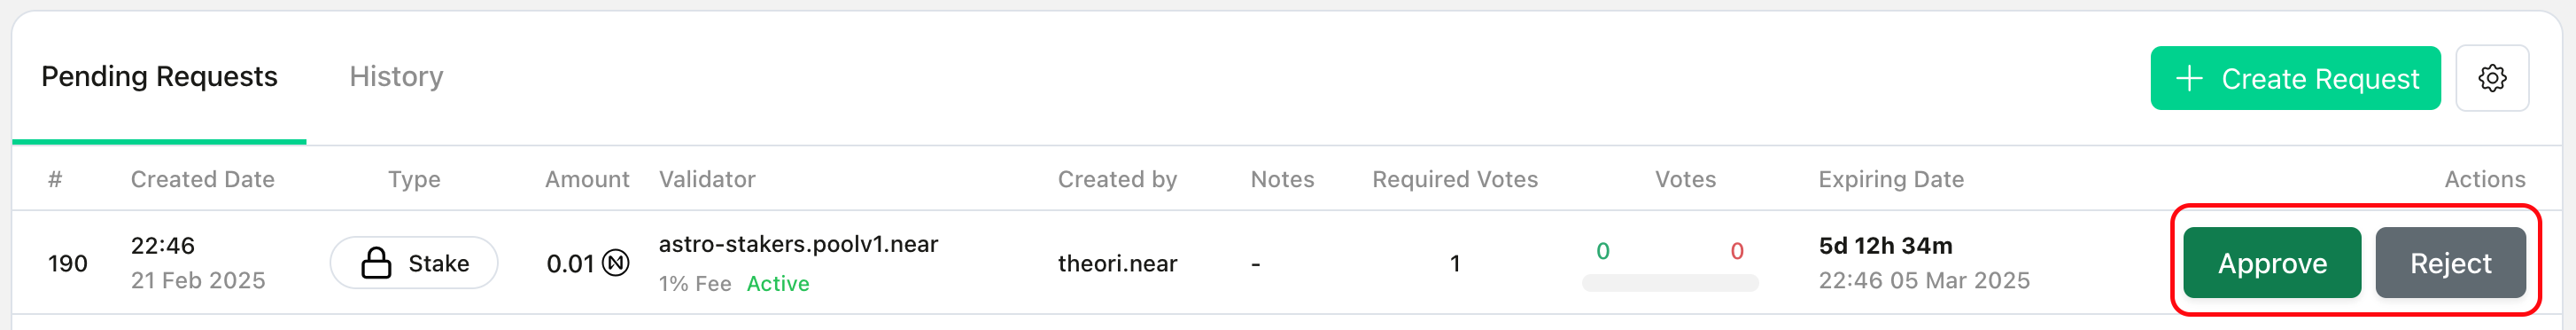 Pending Requests History + Create Request
# Created Date Type Amount Validator Created by Notes Required Votes Votes Expiring Date Actions
190 22:46 Stake 0.01 astro-stakers.poolv1.near theori.near - 1 0 0 5d 12h 34m Approve Reject
21 Feb 2025 1% Fee Active 22:46 05 Mar 2025